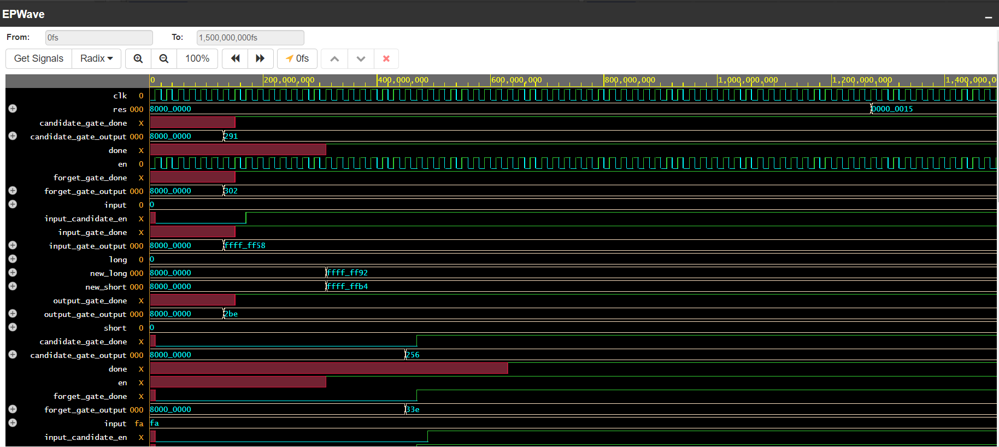 EPWave
From: 0fs To: 1,500,000,000fs
Get Signals Radix 100% 0fs
0 200,000,000 400,000,000 600,000,000 800,000,000 1,000,000,000 1,200,000,000 1,400,000,0
clk 0
res 000 8000_0000 0000_0015
candidate_gate_done X
candidate_gate_output 000 8000_0000 291
done X
en 0
forget_gate_done X
forget_gate_output 000 8000_0000 302
input 0 0
input_candidate_en X
input_gate_done X
input_gate_output 000 8000_0000 ffff_ff58
long 0 0
new_long 000 8000_0000 ffff_ff92
new_short 000 8000_0000 ffff_ffb4
output_gate_done X
output_gate_output 000 8000_0000 2be
short 0 0
candidate_gate_done X
candidate_gate_output 000 8000_0000 256
done X
en X
forget_gate_done X
forget_gate_output 000 8000_0000 33e
input fa fa
input_candidate_en X